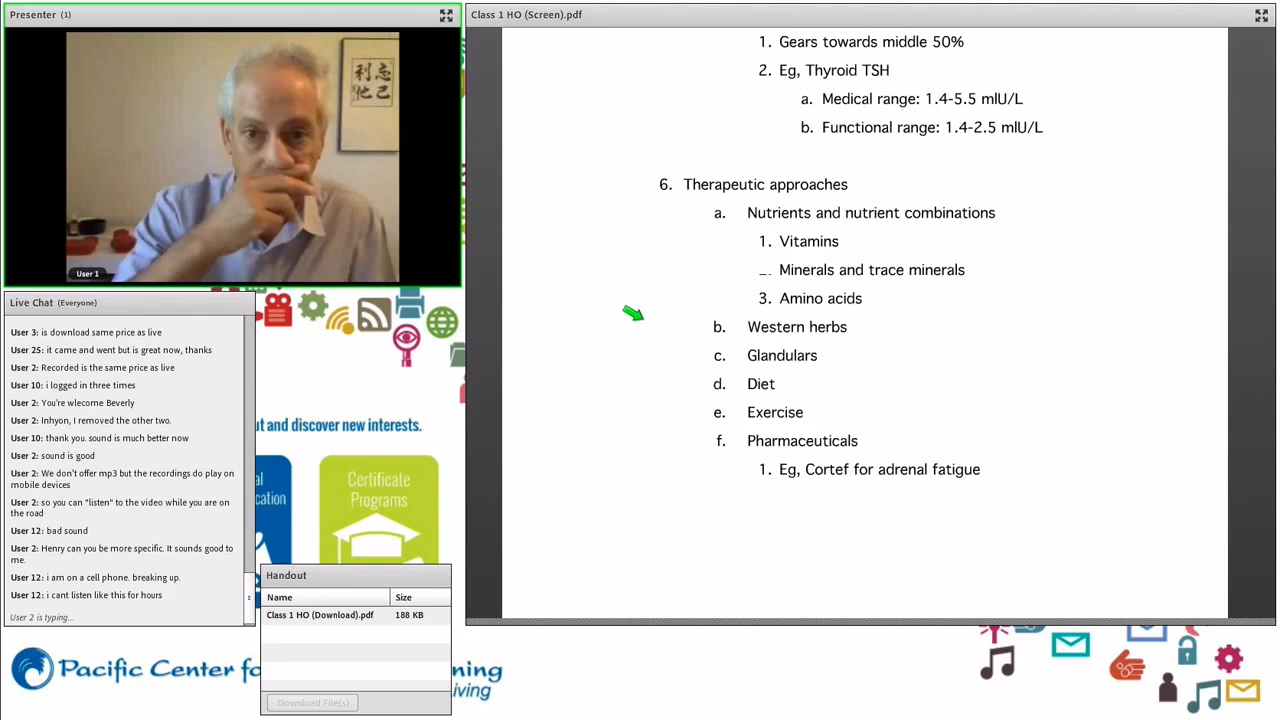 Presenter (1)
忘己
利他
User 1
Live Chat (Everyone)
User 3: is download same price as live
User 25: it came and went but is great now, thanks
User 2: Recorded is the same price as live
User 10: i logged in three times
User 2: You're wlecome Beverly
User 2: Inhyon, I removed the other two.
User 10: thank you. sound is much better now
User 2: sound is good
User 2: We don't offer mp3 but the recordings do play on
mobile devices
User 2: so you can "listen" to the video while you are on
the road
User 12: bad sound
User 2: Henry can you be more specific. It sounds good to
me.
User 12: i am on a cell phone. breaking up.
User 12: i cant listen like this for hours
User 2 is typing...
ut and discover new interests.
al
cation
Certificate
Programs
Handout
Name Size
Class 1 HO (Download).pdf 188 KB
Download File(s)
Pacific Center fo
ning
iving
Class 1 HO (Screen).pdf
1. Gears towards middle 50%
2. Eg, Thyroid TSH
a. Medical range: 1.4-5.5 mIU/L
b. Functional range: 1.4-2.5 mIU/L
6. Therapeutic approaches
a. Nutrients and nutrient combinations
1. Vitamins
Minerals and trace minerals
3. Amino acids
b. Western herbs
c. Glandulars
d. Diet
e. Exercise
f. Pharmaceuticals
1. Eg, Cortef for adrenal fatigue